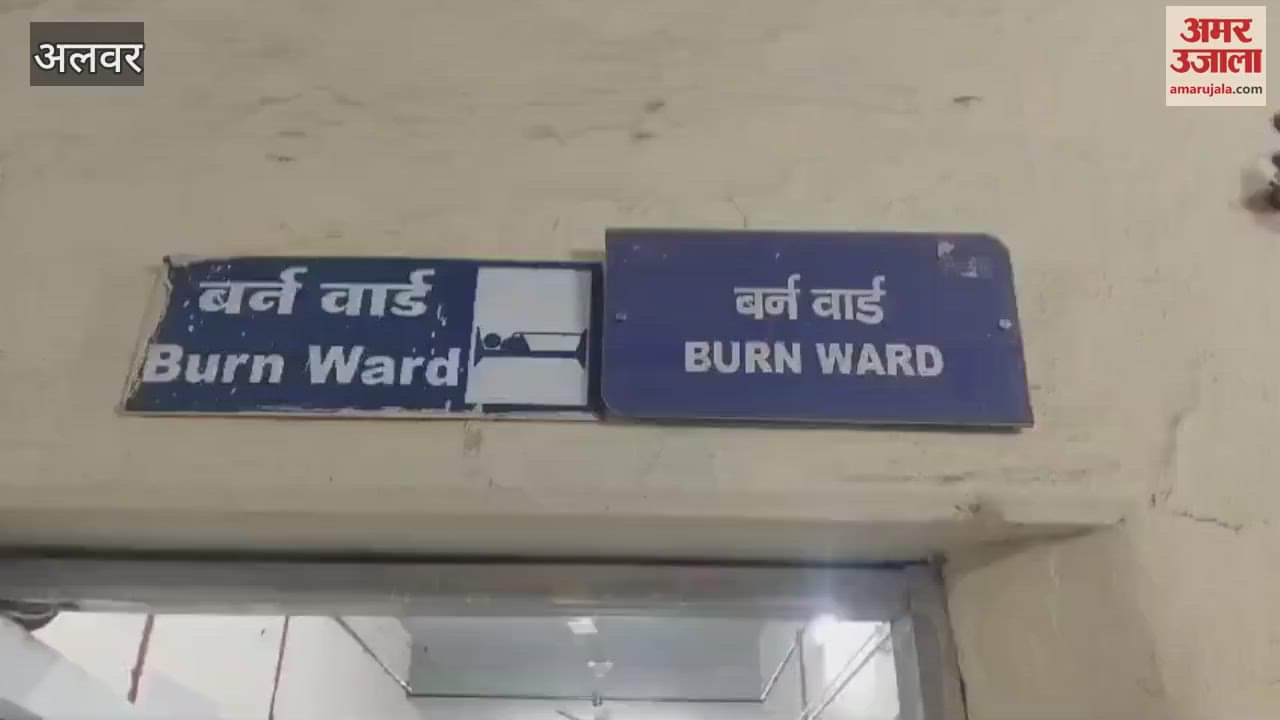 अलवर
अमर
उजाला
amarujala.com
बर्न वार्ड
Burn Ward
बर्न वार्ड
BURN WARD